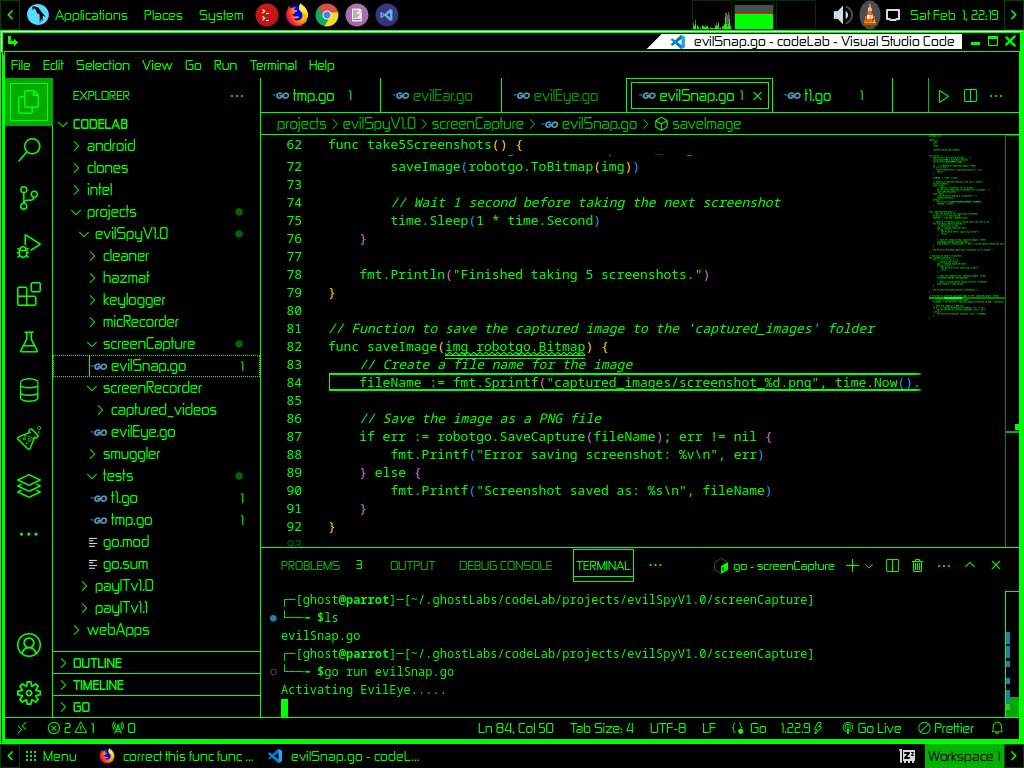 Applications Places System Sat Feb 1, 22:19
evilSnap.go - codeLab - Visual Studio Code
File Edit Selection View Go Run Terminal Help
EXPLORER
CODELAB
android
clones
intel
projects
evilSpyV1.0
cleaner
hazmat
keylogger
micRecorder
screenCapture
evilSnap.go 1
screenRecorder
captured_videos
evilEye.go
smuggler
tests
t1.go 1
tmp.go 1
go.mod
go.sum
payITv1.0
payITv1.1
webApps
OUTLINE
TIMELINE
GO
tmp.go 1 evilEar.go evilEye.go evilSnap.go 1 t1.go 1
projects > evilSpyV1.0 > screenCapture > evilSnap.go > saveImage
62 func take5Screenshots() {
72 saveImage(robotgo.ToBitmap(img))
73
74 // Wait 1 second before taking the next screenshot
75 time.Sleep(1 * time.Second)
76 }
77
78 fmt.Println("Finished taking 5 screenshots.")
79 }
80
81 // Function to save the captured image to the 'captured_images' folder
82 func saveImage(img robotgo.Bitmap) {
83 // Create a file name for the image
84 fileName := fmt.Sprintf("captured_images/screenshot_%d.png", time.Now().
85
86 // Save the image as a PNG file
87 if err := robotgo.SaveCapture(fileName); err != nil {
88 fmt.Printf("Error saving screenshot: %v\n", err)
89 } else {
90 fmt.Printf("Screenshot saved as: %s\n", fileName)
91 }
92 }
93
PROBLEMS 3 OUTPUT DEBUG CONSOLE TERMINAL go - screenCapture
┌─[ghost@parrot]─[~/.ghostLabs/codeLab/projects/evilSpyV1.0/screenCapture]
└──╼ $ls
evilSnap.go
┌─[ghost@parrot]─[~/.ghostLabs/codeLab/projects/evilSpyV1.0/screenCapture]
└──╼ $go run evilSnap.go
Activating EvilEye.....
2 1 0 Ln 84, Col 50 Tab Size: 4 UTF-8 LF Go 1.22.9 Go Live Prettier
Menu correct this func func ... evilSnap.go - codeL... Workspace 1